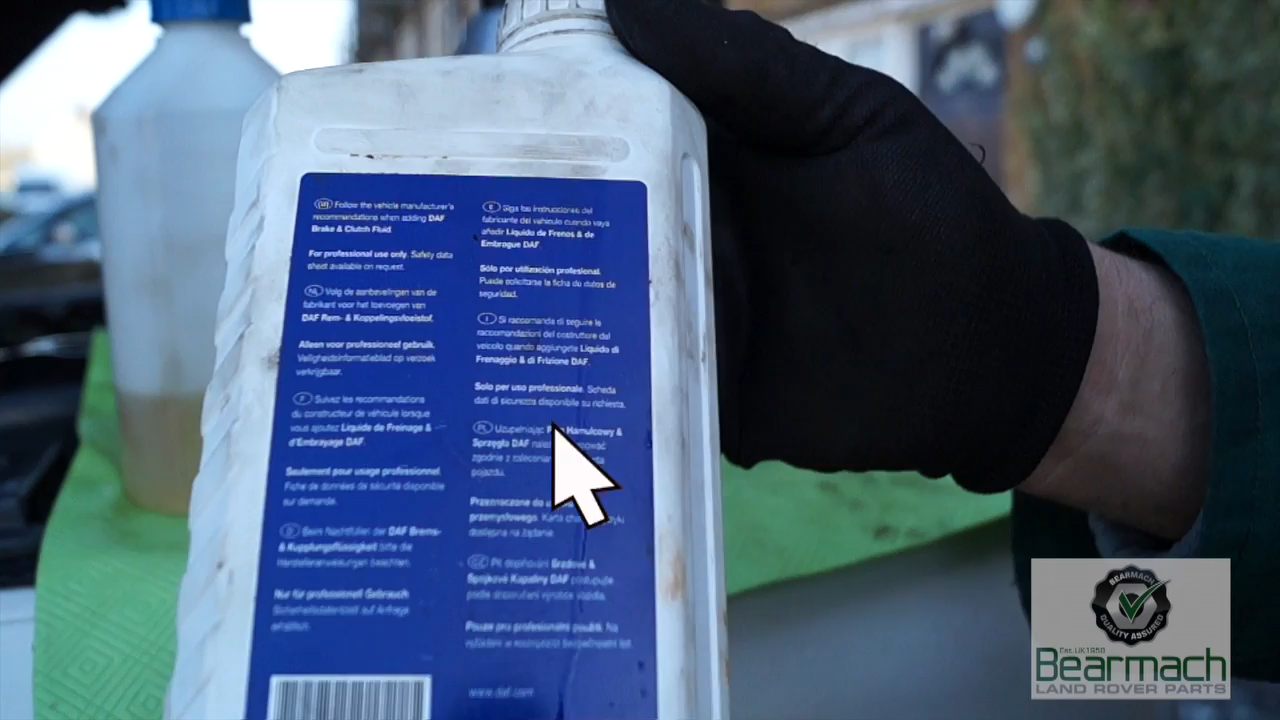 Follow the vehicle manufacturer's
recommendations when adding DAF
Brake & Clutch Fluid.
For professional use only. Safety data
sheet available on request.
NL Volg de aanbevelingen van de
fabrikant voor het toevoegen van
DAF Rem- & Koppelingsvloeistof.
Alleen voor professioneel gebruik.
Veiligheidsinformatieblad op verzoek
verkrijgbaar.
F Suivez les recommandations
du constructeur de véhicule lorsque
vous ajoutez Liquide de Freinage &
d'Embrayage DAF.
Seulement pour usage professionnel.
Fiche de données de sécurité disponible
sur demande.
D Beim Nachfüllen der DAF Brems-
& Kupplungsflüssigkeit bitte die
Herstelleranweisungen beachten.
Nur für professionell Gebrauch
Sicherheitsdatenblatt auf Anfrage
erhältlich.
E Siga las instrucciones del
fabricante del vehículo cuando vaya
añadir Líquido de Frenos & de
Embrague DAF.
Sólo por utilización profesional.
Puede solicitarse la ficha du datos de
seguridad.
I Si raccomanda di seguire le
raccomandazioni del costruttore del
veicolo quando aggiungete Liquido di
Frenaggio & di Frizione DAF.
Solo per uso professionale. Scheda
dati di sicurezza disponibile su richiesta.
PL Uzupełniając Hamulcowy &
Sprzęgła DAF
zgodnie z
pojazdu.
Przeznaczone do
przemysłowego. Karta
dostępna na żądanie.
CZ Při doplňování Brzdové &
Spojkové Kapaliny DAF postupujte
podle doporučení výrobce vozidla.
Pouze pro profesionální použití. Na
www.daf.com
BEARMACH
QUALITY ASSURED
Est. UK 1950
Bearmach
LAND ROVER PARTS